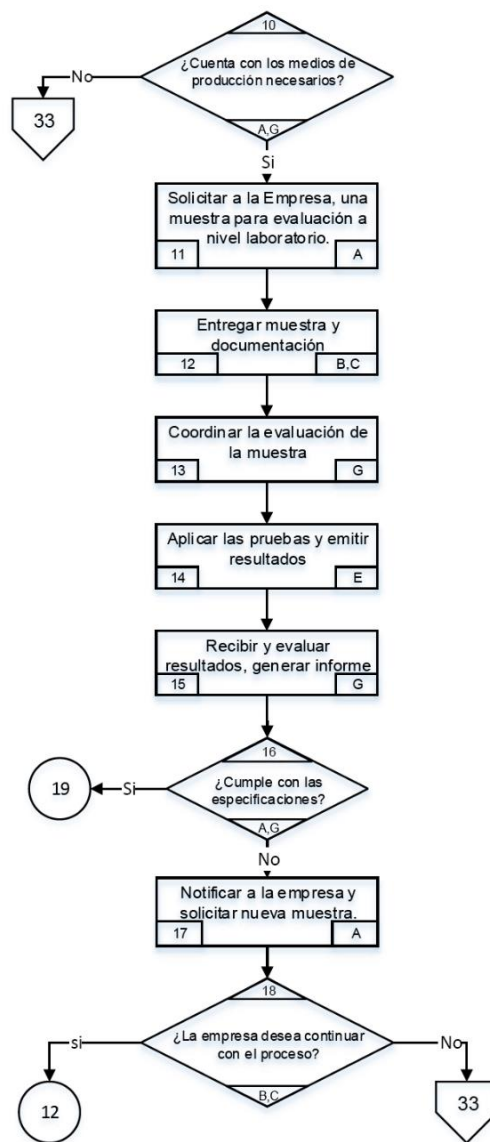 10
¿Cuenta con los medios de
producción necesarios?
A,G
No
33
Si
Solicitar a la Empresa, una
muestra para evaluación a
nivel laboratorio.
11 A
Entregar muestra y
documentación
12 B,C
Coordinar la evaluación de
la muestra
13 G
Aplicar las pruebas y emitir
resultados
14 E
Recibir y evaluar
resultados, generar informe
15 G
16
¿Cumple con las
especificaciones?
A,G
Si
19
No
Notificar a la empresa y
solicitar nueva muestra.
17 A
18
¿La empresa desea continuar
con el proceso?
B,C
si
No
12
33